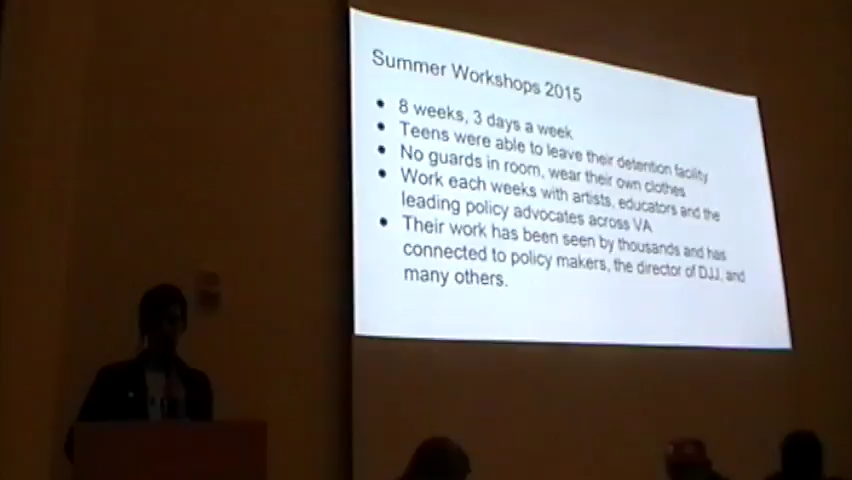 Summer Workshops 2015
● 8 weeks, 3 days a week
● Teens were able to leave their detention facility
● No guards in room, wear their own clothes
● Work each weeks with artists, educators and the
leading policy advocates across VA
● Their work has been seen by thousands and has
connected to policy makers, the director of DJJ, and
many others.